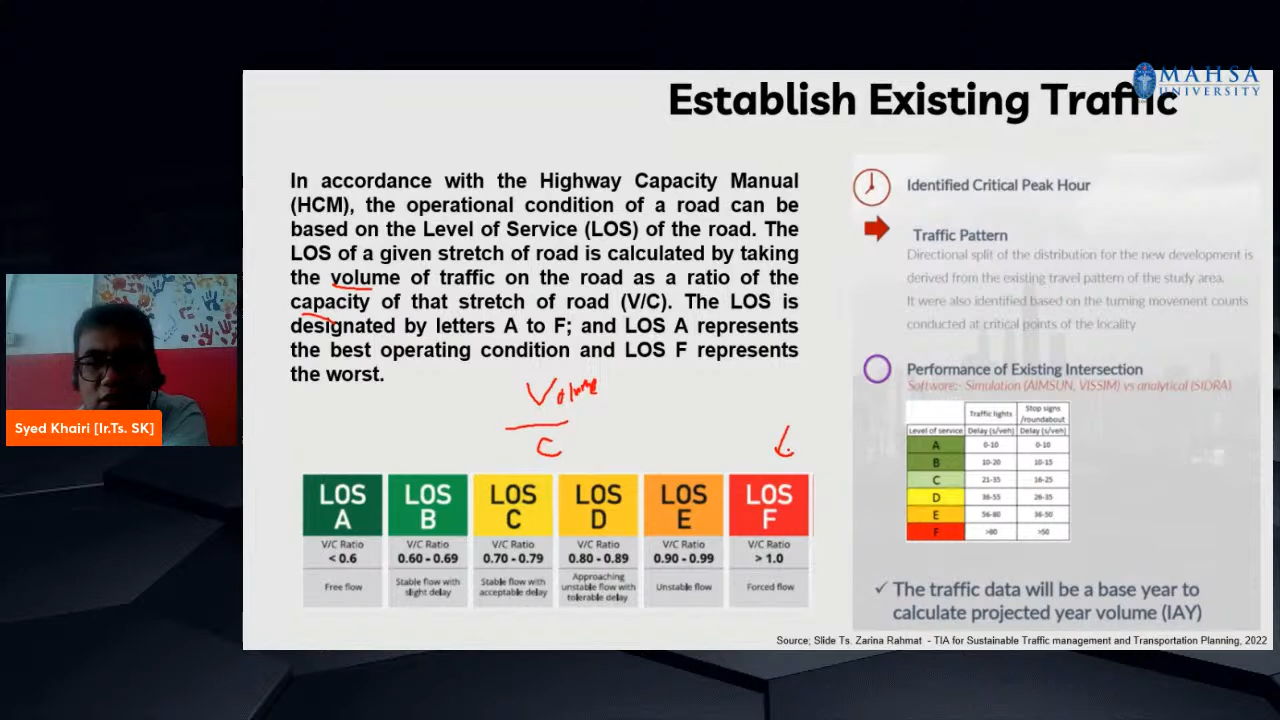 Establish Existing Traffic
MAHSA
UNIVERSITY
In accordance with the Highway Capacity Manual
(HCM), the operational condition of a road can be
based on the Level of Service (LOS) of the road. The
LOS of a given stretch of road is calculated by taking
the volume of traffic on the road as a ratio of the
capacity of that stretch of road (V/C). The LOS is
designated by letters A to F; and LOS A represents
the best operating condition and LOS F represents
the worst.
Volume
C
LOS A
V/C Ratio
< 0.6
Free flow
LOS B
V/C Ratio
0.60 - 0.69
Stable flow with
slight delay
LOS C
V/C Ratio
0.70 - 0.79
Stable flow with
acceptable delay
LOS D
V/C Ratio
0.80 - 0.89
Approaching
unstable flow with
tolerable delay
LOS E
V/C Ratio
0.90 - 0.99
Unstable flow
LOS F
V/C Ratio
> 1.0
Forced flow
Identified Critical Peak Hour
Traffic Pattern
Directional split of the distribution for the new development is
derived from the existing travel pattern of the study area.
It were also identified based on the turning movement counts
conducted at critical points of the locality
Performance of Existing Intersection
Software:- Simulation (AIMSUN, VISSIM) vs analytical (SIDRA)
Traffic lights Stop signs
/roundabout
Level of service Delay (s/veh) Delay (s/veh)
A 0-10 0-10
B 10-20 10-15
C 21-35 16-25
D 36-55 26-35
E 56-80 36-50
F >80 >50
✓ The traffic data will be a base year to
calculate projected year volume (IAY)
Source; Slide Ts. Zarina Rahmat - TIA for Sustainable Traffic management and Transportation Planning, 2022
Syed Khairi [Ir.Ts. SK]